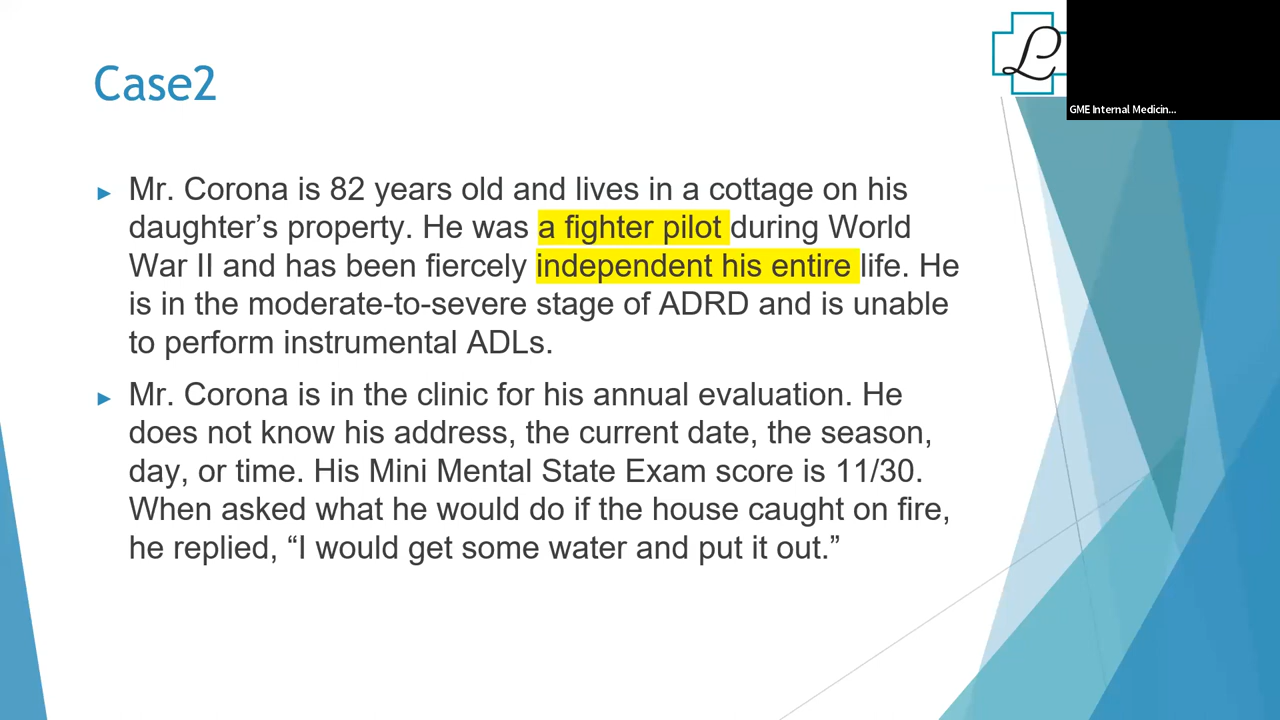 Case2
GME Internal Medicin...
► Mr. Corona is 82 years old and lives in a cottage on his
daughter’s property. He was a fighter pilot during World
War II and has been fiercely independent his entire life. He
is in the moderate-to-severe stage of ADRD and is unable
to perform instrumental ADLs.
► Mr. Corona is in the clinic for his annual evaluation. He
does not know his address, the current date, the season,
day, or time. His Mini Mental State Exam score is 11/30.
When asked what he would do if the house caught on fire,
he replied, “I would get some water and put it out.”